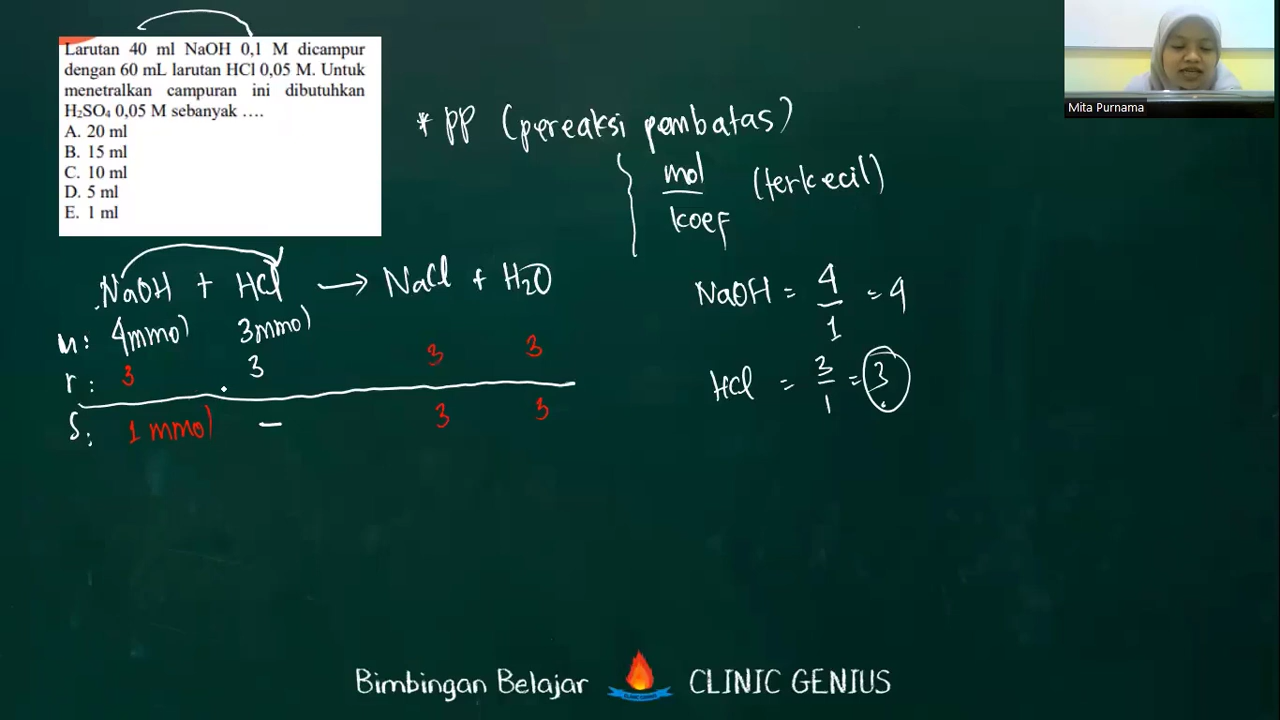 Larutan 40 ml NaOH 0,1 M dicampur
dengan 60 mL larutan HCl 0,05 M. Untuk
menetralkan campuran ini dibutuhkan
H₂SO₄ 0,05 M sebanyak ….
A. 20 ml
B. 15 ml
C. 10 ml
D. 5 ml
E. 1 ml
Mita Purnama
* PP (pereaksi pembatas)
mol
koef
(terkecil)
NaOH + HCl → NaCl + H₂O
m: 4mmol 3mmol
r: 3 3 3 3
S: 1 mmol – 3 3
NaOH = 4/1 = 4
HCl = 3/1 = 3
Bimbingan Belajar CLINIC GENIUS